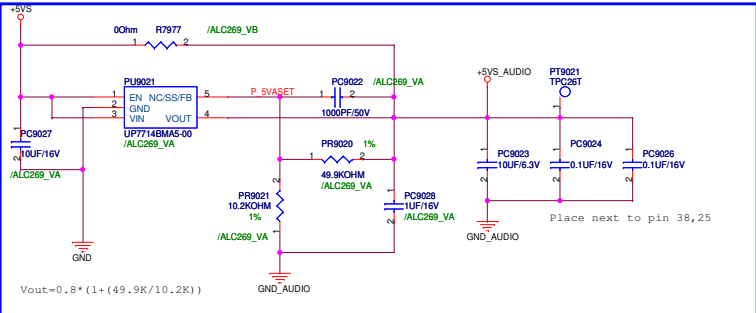 +5VS
0Ohm R7977 /ALC269_VB
1 2
PU9021
1 EN NC/SS/FB 5
2 GND
3 VIN VOUT 4
UP7714BMA5-00
/ALC269_VA
P_5VASET
PC9022 /ALC269_VA
1 2
1000PF/50V
+5VS_AUDIO
PT9021
TPC26T
1
PC9027
1
10UF/16V
2
/ALC269_VA
PR9020 1%
1 2
49.9KOHM
/ALC269_VA
PR9021
2
10.2KOHM
1%
1
/ALC269_VA
PC9028
1
1UF/16V
2
/ALC269_VA
PC9023
1
10UF/6.3V
2
PC9024
1
0.1UF/16V
2
PC9026
1
0.1UF/16V
2
Place next to pin 38,25
GND
GND_AUDIO
GND_AUDIO
Vout=0.8*(1+(49.9K/10.2K))